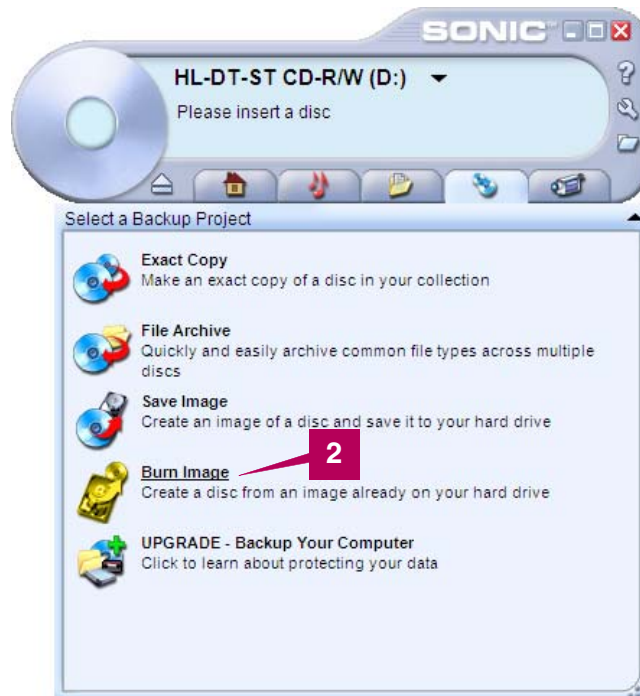 SONIC
HL-DT-ST CD-R/W (D:)
Please insert a disc
Select a Backup Project
Exact Copy
Make an exact copy of a disc in your collection
File Archive
Quickly and easily archive common file types across multiple
discs
Save Image
Create an image of a disc and save it to your hard drive
2
Burn Image
Create a disc from an image already on your hard drive
UPGRADE - Backup Your Computer
Click to learn about protecting your data